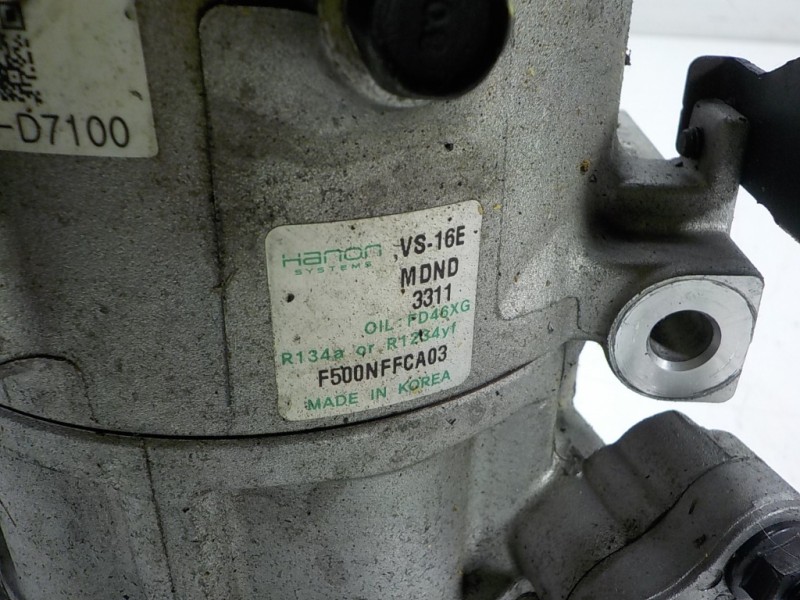 -D7100
Hanon VS-16E
SYSTEMS
MDND
3311
OIL : FD46XG
R134a or R1234yf
F500NFFCA03
MADE IN KOREA